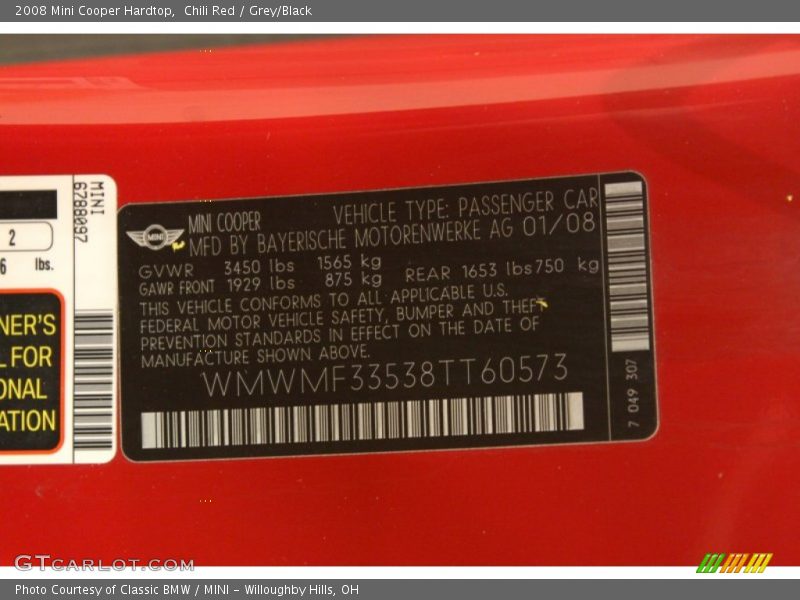 2008 Mini Cooper Hardtop,  Chili Red / Grey/Black
MINI
6788097
2
6 lbs.
NER'S
L FOR
ONAL
ATION
MINI
MINI COOPER VEHICLE TYPE: PASSENGER CAR
MFD BY BAYERISCHE MOTORENWERKE AG 01/08
GVWR 3450 lbs 1565 kg
GAWR FRONT 1929 lbs 875 kg REAR 1653 lbs 750 kg
THIS VEHICLE CONFORMS TO ALL APPLICABLE U.S.
FEDERAL MOTOR VEHICLE SAFETY, BUMPER AND THEFT
PREVENTION STANDARDS IN EFFECT ON THE DATE OF
MANUFACTURE SHOWN ABOVE.
WMWMF33538TT60573
7 049 307
GTCARLOT.COM
Photo Courtesy of Classic BMW / MINI - Willoughby Hills, OH